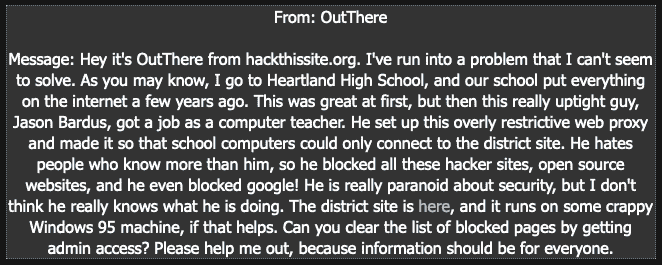 From: OutThere
Message: Hey it's OutThere from hackthissite.org. I've run into a problem that I can't seem
to solve. As you may know, I go to Heartland High School, and our school put everything
on the internet a few years ago. This was great at first, but then this really uptight guy,
Jason Bardus, got a job as a computer teacher. He set up this overly restrictive web proxy
and made it so that school computers could only connect to the district site. He hates
people who know more than him, so he blocked all these hacker sites, open source
websites, and he even blocked google! He is really paranoid about security, but I don't
think he really knows what he is doing. The district site is here, and it runs on some crappy
Windows 95 machine, if that helps. Can you clear the list of blocked pages by getting
admin access? Please help me out, because information should be for everyone.